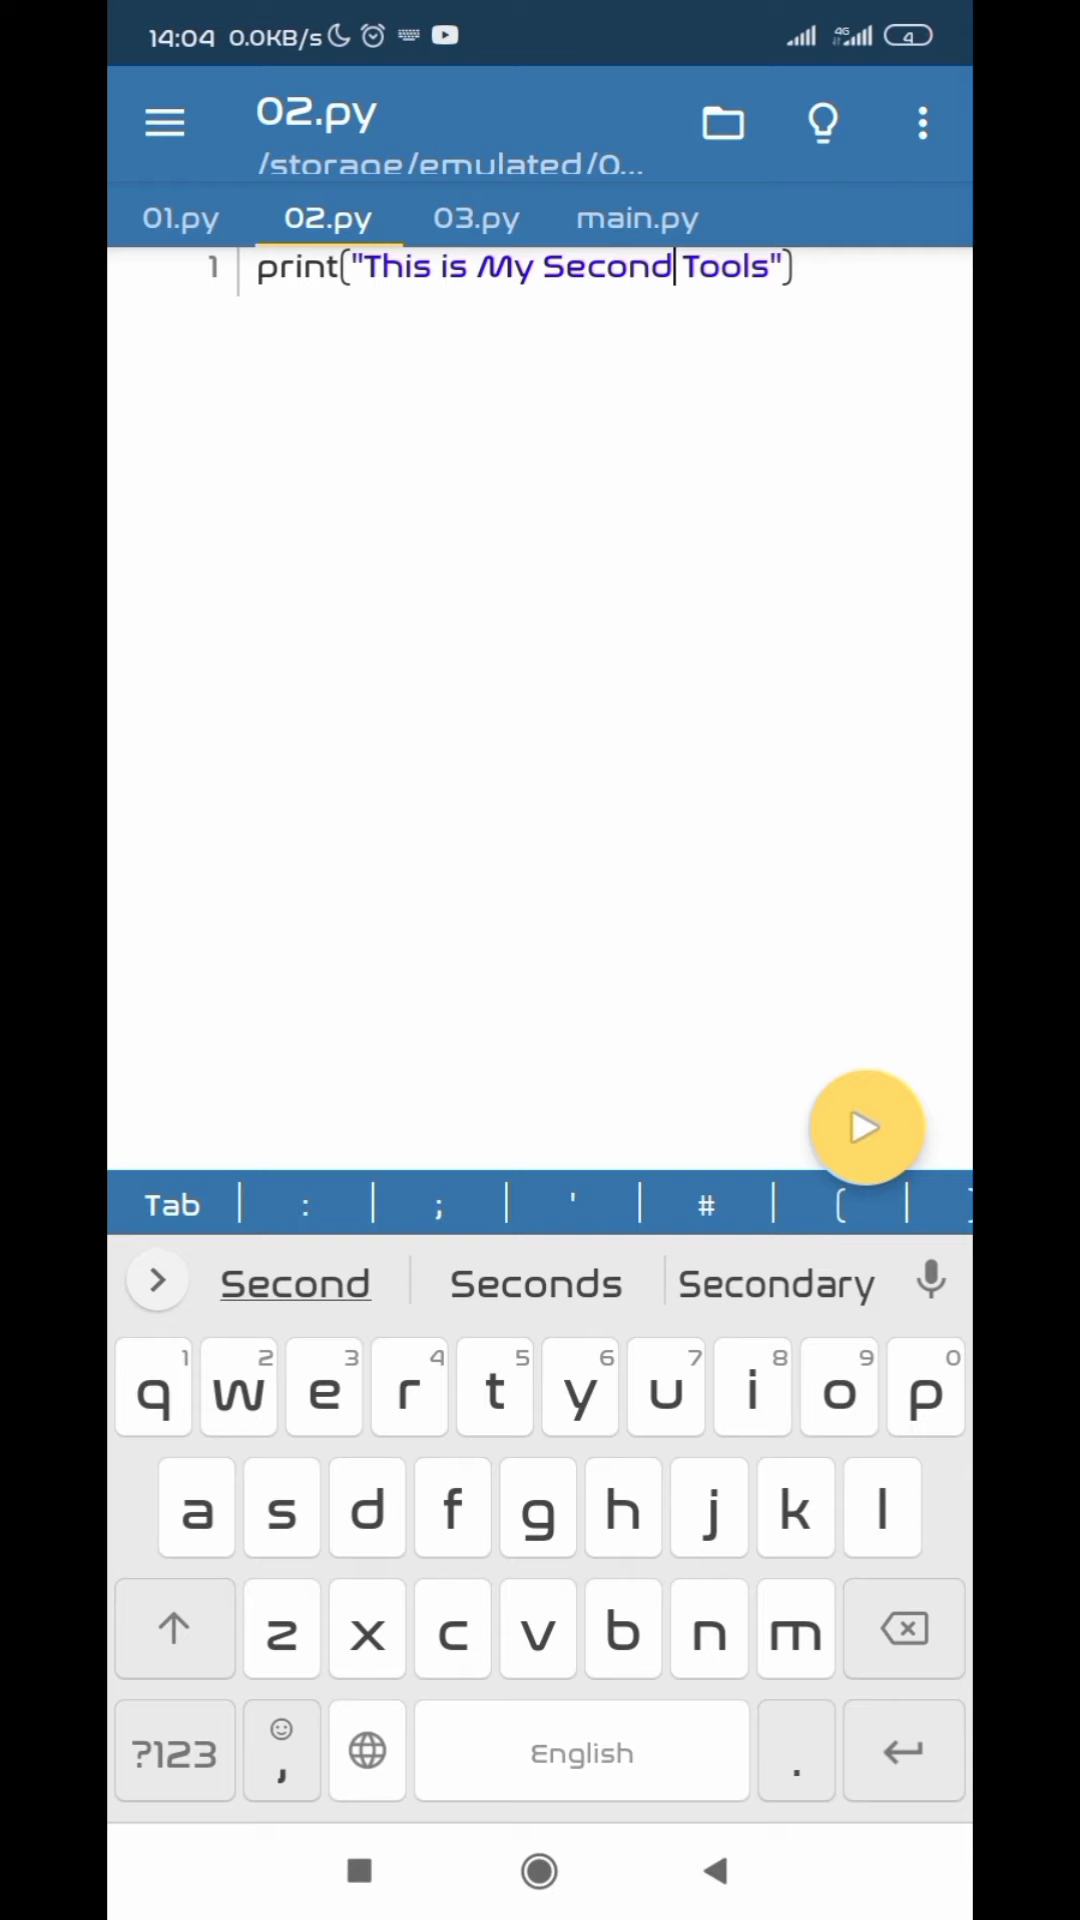 14:04 0.0KB/s 4G 4
02.py
/storage/emulated/0...
01.py 02.py 03.py main.py
1 print("This is My Second Tools")
Tab : ; ' # (
Second Seconds Secondary
1 2 3 4 5 6 7 8 9 0
q w e r t y u i o p
a s d f g h j k l
z x c v b n m
?123 , English .